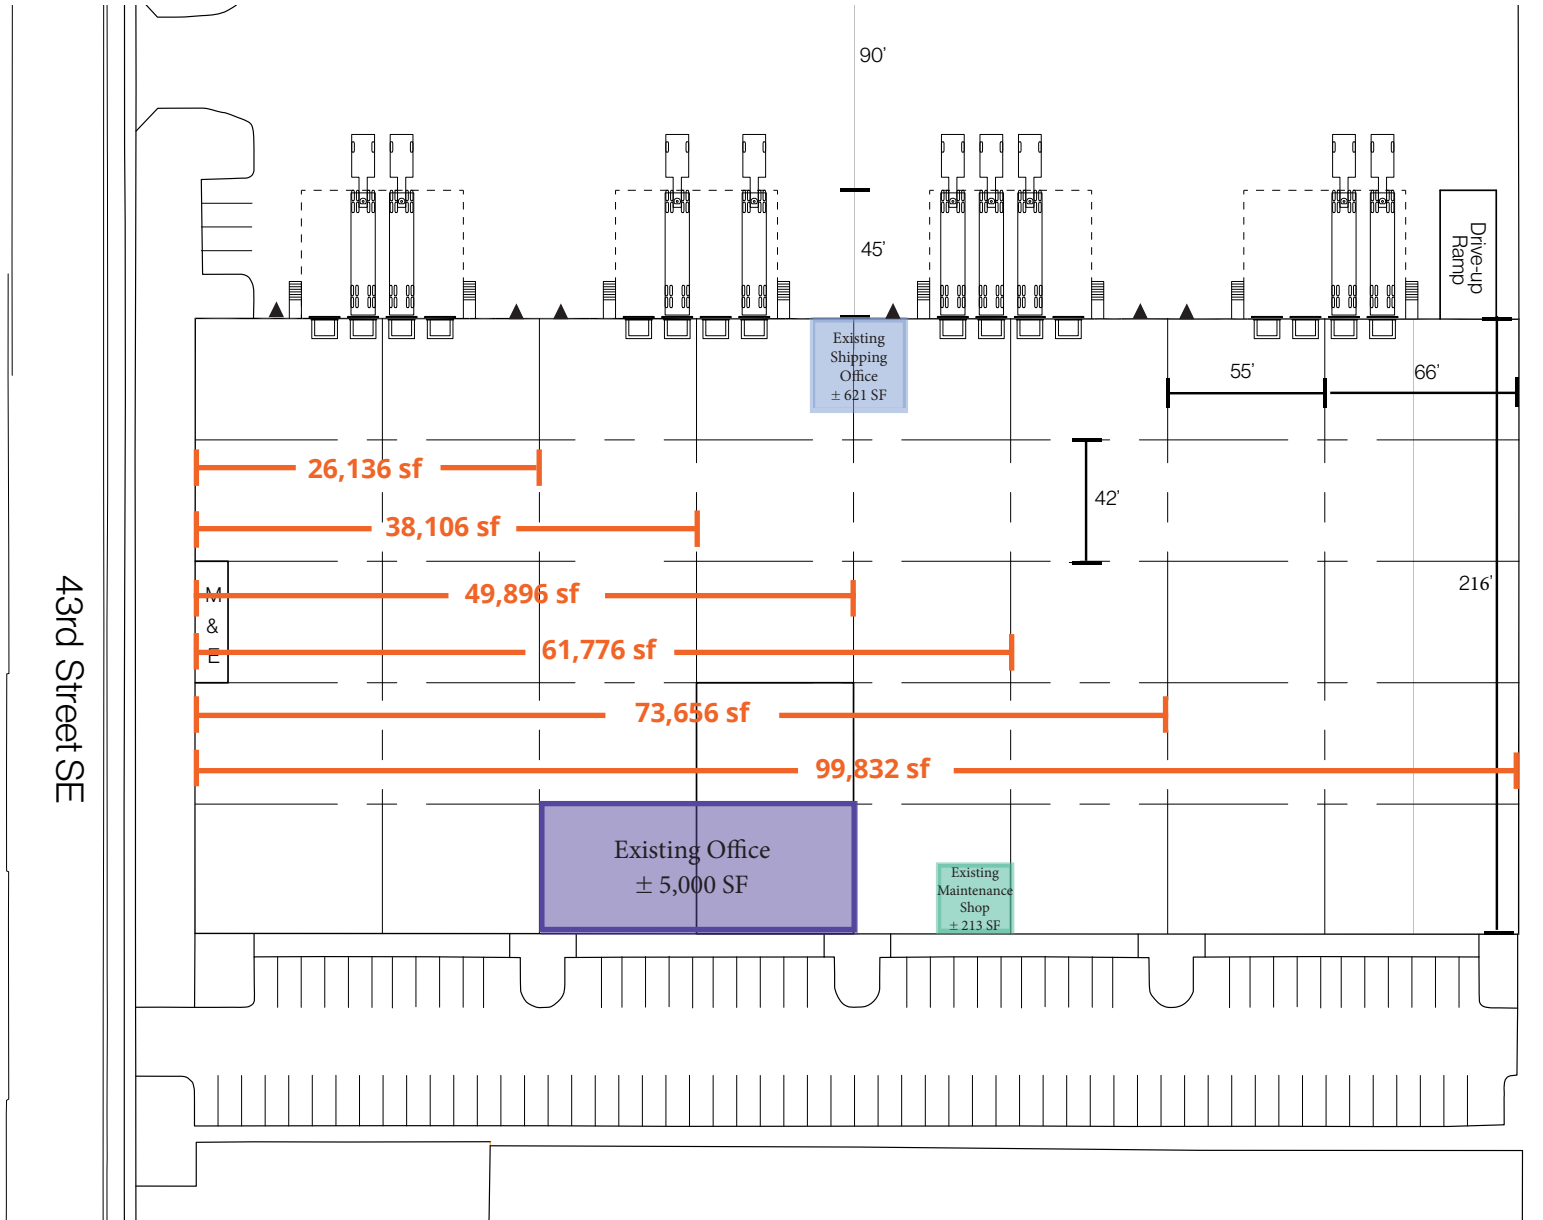 90’
45’
Drive-up
Ramp
Existing
Shipping
Office
± 621 SF
55’
66’
26,136 sf
42’
38,106 sf
216’
49,896 sf
M
&
E
61,776 sf
43rd Street SE
73,656 sf
99,832 sf
Existing Office
± 5,000 SF
Existing
Maintenance
Shop
± 213 SF